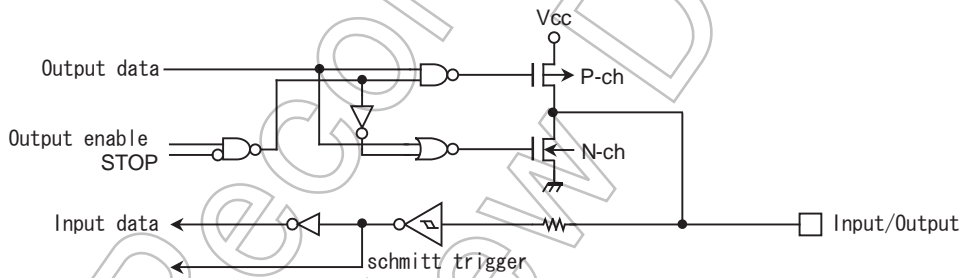 Vcc
Output data
P-ch
Output enable
STOP
N-ch
Input data
Input/Output
schmitt trigger